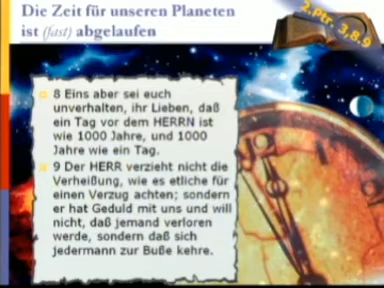 Die Zeit für unseren Planeten
ist (fast) abgelaufen
2.Ptr. 3,8.9
8 Eins aber sei euch
unverhalten, ihr Lieben, daß
ein Tag vor dem HERRN ist
wie 1000 Jahre, und 1000
Jahre wie ein Tag.
9 Der HERR verzieht nicht die
Verheißung, wie es etliche für
einen Verzug achten; sondern
er hat Geduld mit uns und will
nicht, daß jemand verloren
werde, sondern daß sich
jedermann zur Buße kehre.